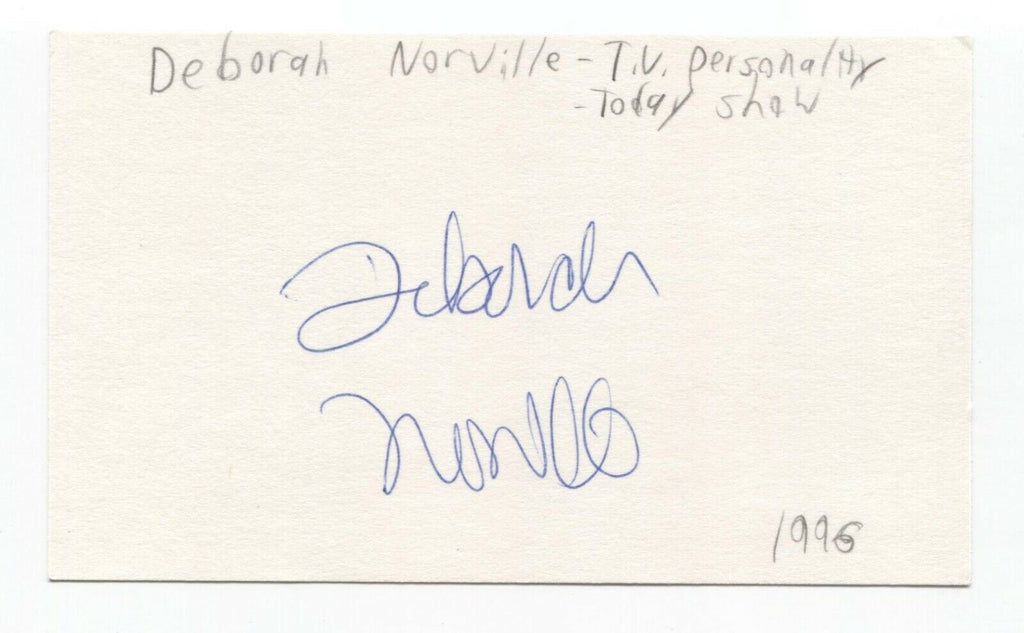 Deborah Norville - T.V. personality
- Today show
Deborah
Norville
1996